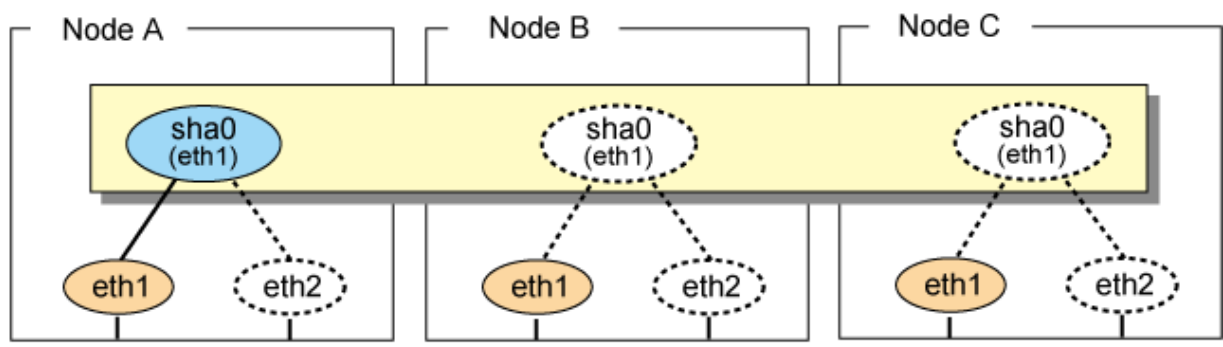 Node A
Node B
Node C
sha0
(eth1)
sha0
(eth1)
sha0
(eth1)
eth1
eth2
eth1
eth2
eth1
eth2